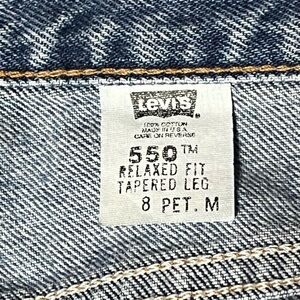 Levi's
100% COTTON
MADE IN U.S.A.
CARE ON REVERSE
550™
RELAXED FIT
TAPERED LEG
8 PET. M